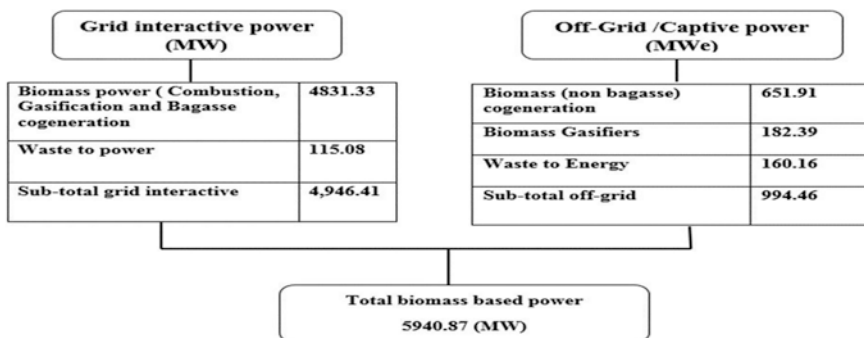 Grid interactive power
(MW)
Off-Grid /Captive power
(MWe)
Biomass power ( Combustion, 4831.33
Gasification and Bagasse
cogeneration
Waste to power 115.08
Sub-total grid interactive 4,946.41
Biomass (non bagasse) 651.91
cogeneration
Biomass Gasifiers 182.39
Waste to Energy 160.16
Sub-total off-grid 994.46
Total biomass based power
5940.87 (MW)